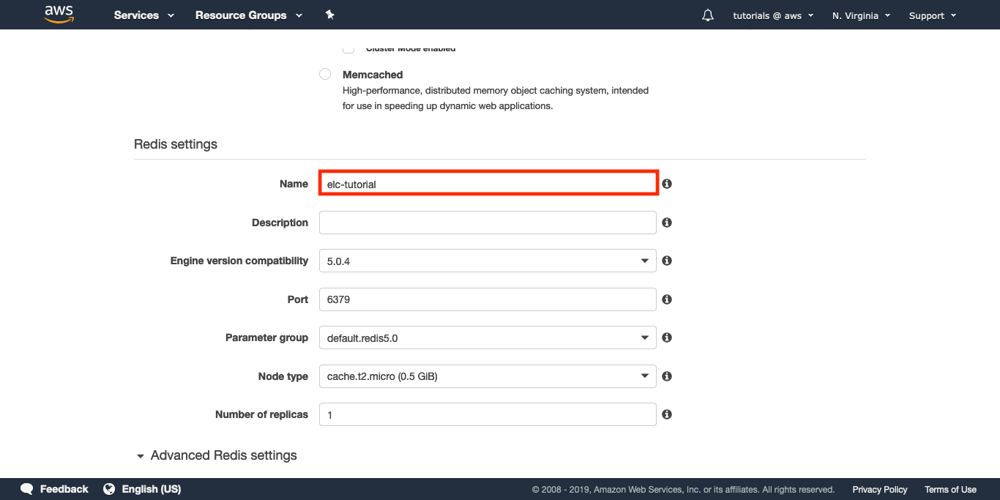 aws Services Resource Groups tutorials @ aws N. Virginia Support
Cluster Mode enabled
Memcached
High-performance, distributed memory object caching system, intended
for use in speeding up dynamic web applications.
Redis settings
Name elc-tutorial
Description
Engine version compatibility 5.0.4
Port 6379
Parameter group default.redis5.0
Node type cache.t2.micro (0.5 GiB)
Number of replicas 1
Advanced Redis settings
Feedback English (US) © 2008 - 2019, Amazon Web Services, Inc. or its affiliates. All rights reserved. Privacy Policy Terms of Use